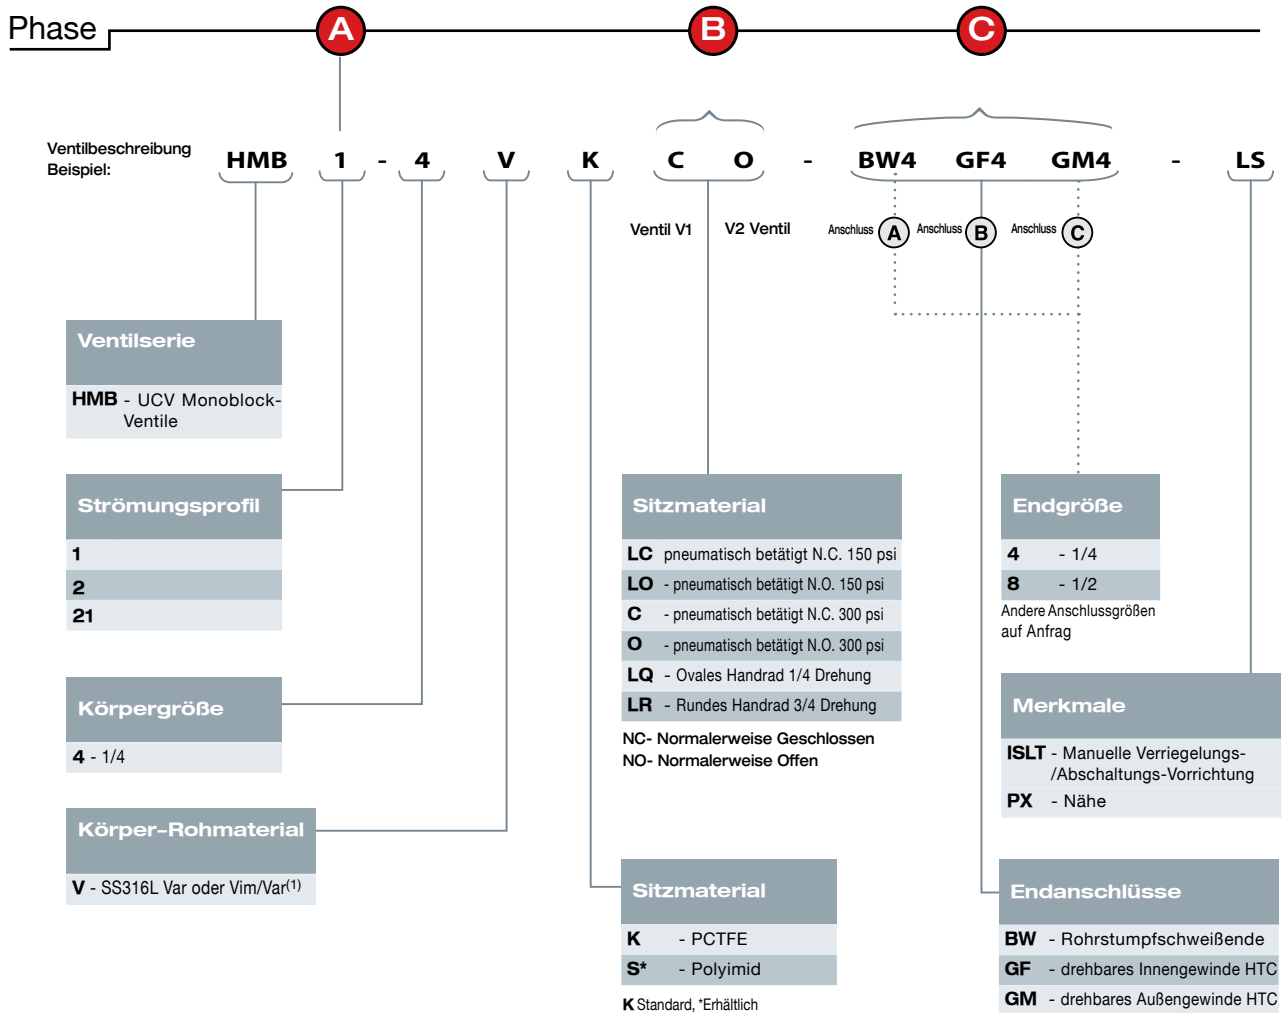 Phase
A
B
C
Ventilbeschreibung
Beispiel:
HMB 1 - 4 V K C O - BW4 GF4 GM4 - LS
Ventil V1 V2 Ventil Anschluss A Anschluss B Anschluss C
Ventilserie
HMB - UCV Monoblock-
Ventile
Strömungsprofil
1
2
21
Körpergröße
4 - 1/4
Körper-Rohmaterial
V - SS316L Var oder Vim/Var(1)
Sitzmaterial
LC pneumatisch betätigt N.C. 150 psi
LO - pneumatisch betätigt N.O. 150 psi
C - pneumatisch betätigt N.C. 300 psi
O - pneumatisch betätigt N.O. 300 psi
LQ - Ovales Handrad 1/4 Drehung
LR - Rundes Handrad 3/4 Drehung
NC- Normalerweise Geschlossen
NO- Normalerweise Offen
Sitzmaterial
K - PCTFE
S* - Polyimid
K Standard, *Erhältlich
Endgröße
4 - 1/4
8 - 1/2
Andere Anschlussgrößen
auf Anfrag
Merkmale
ISLT - Manuelle Verriegelungs-
/Abschaltungs-Vorrichtung
PX - Nähe
Endanschlüsse
BW - Rohrstumpfschweißende
GF - drehbares Innengewinde HTC
GM - drehbares Außengewinde HTC